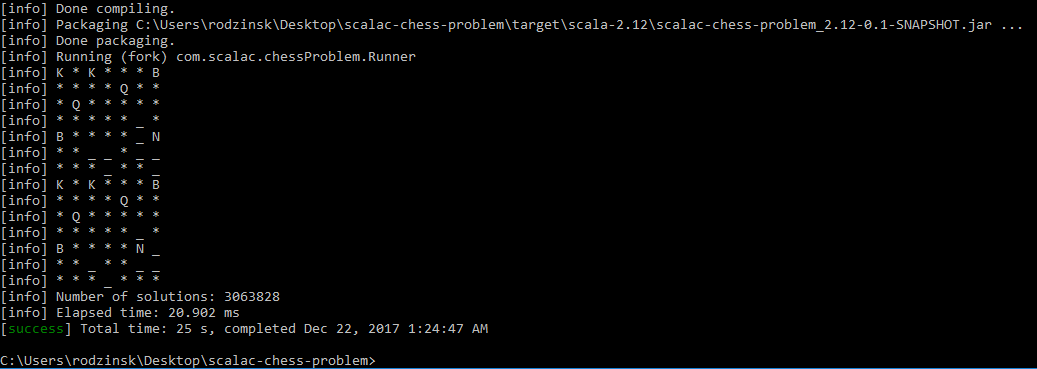 [info] Done compiling.
[info] Packaging C:\Users\rodzinsk\Desktop\scalac-chess-problem\target\scala-2.12\scalac-chess-problem_2.12-0.1-SNAPSHOT.jar ...
[info] Done packaging.
[info] Running (fork) com.scalac.chessProblem.Runner
[info] K * K * * * B
[info] * * * * Q * *
[info] * Q * * * * *
[info] * * * * * _ *
[info] B * * * * _ N
[info] * * _ _ * _ _
[info] * * * _ * * _
[info] K * K * * * B
[info] * * * * Q * *
[info] * Q * * * * *
[info] * * * * * _ *
[info] B * * * * N _
[info] * * _ * * _ _
[info] * * * _ * * *
[info] Number of solutions: 3063828
[info] Elapsed time: 20.902 ms
[success] Total time: 25 s, completed Dec 22, 2017 1:24:47 AM
C:\Users\rodzinsk\Desktop\scalac-chess-problem>